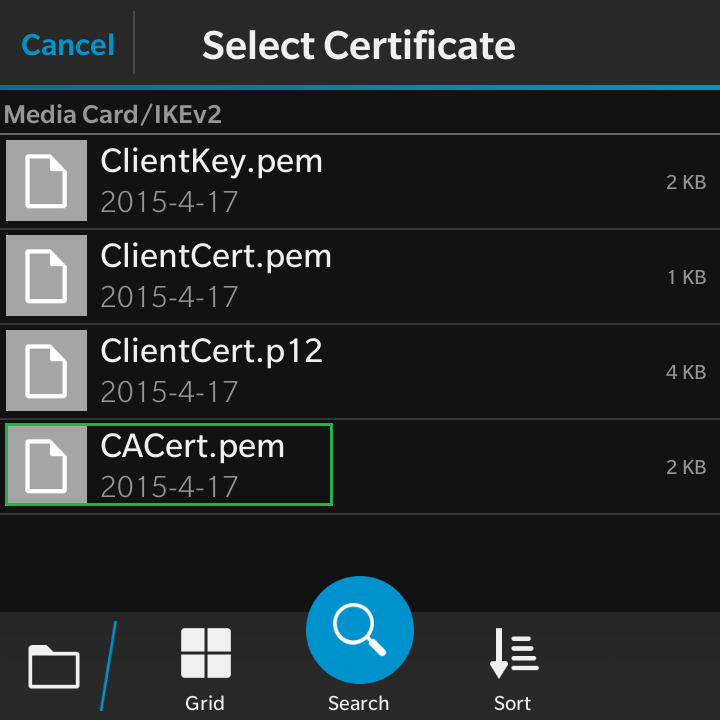 Cancel
Select Certificate
Media Card/IKEv2
ClientKey.pem
2015-4-17
2 KB
ClientCert.pem
2015-4-17
1 KB
ClientCert.p12
2015-4-17
4 KB
CACert.pem
2015-4-17
2 KB
Grid
Search
Sort